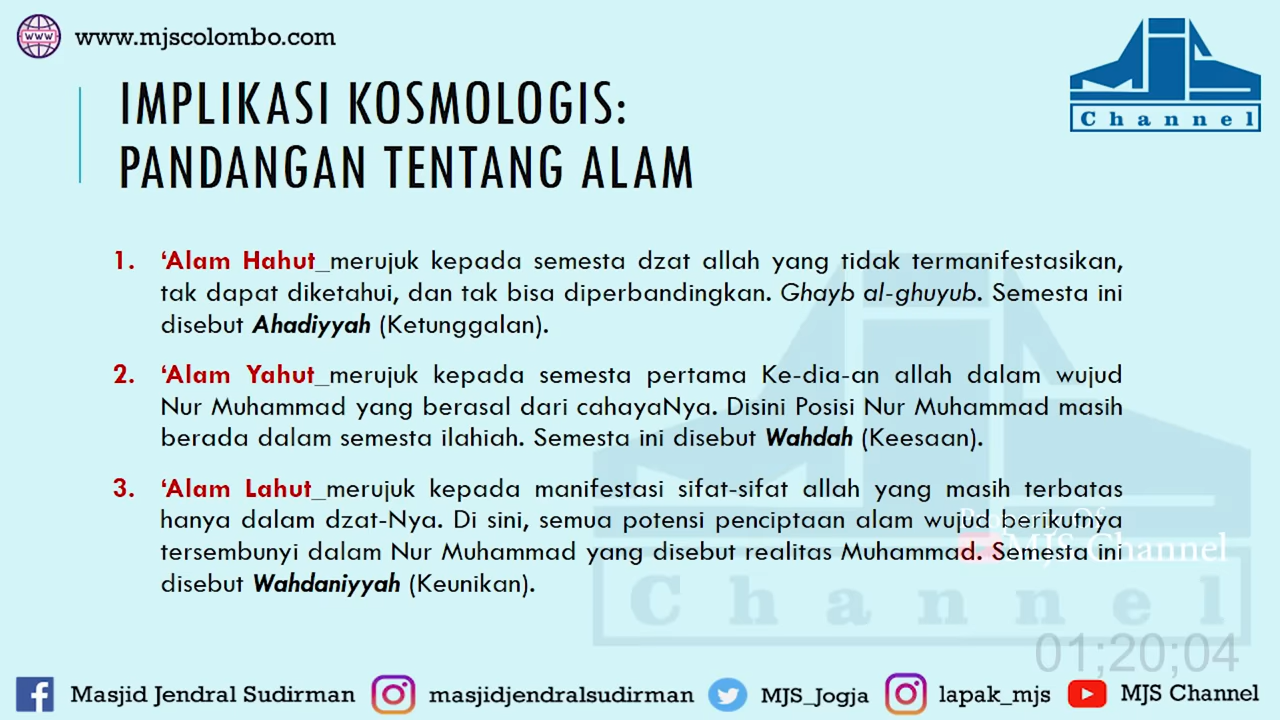 www.mjscolombo.com
Channel
IMPLIKASI KOSMOLOGIS:
PANDANGAN TENTANG ALAM
1. ‘Alam Hahut_merujuk kepada semesta dzat allah yang tidak termanifestasikan,
tak dapat diketahui, dan tak bisa diperbandingkan. Ghayb al-ghuyub. Semesta ini
disebut Ahadiyyah (Ketunggalan).
2. ‘Alam Yahut_merujuk kepada semesta pertama Ke-dia-an allah dalam wujud
Nur Muhammad yang berasal dari cahayaNya. Disini Posisi Nur Muhammad masih
berada dalam semesta ilahiah. Semesta ini disebut Wahdah (Keesaan).
3. ‘Alam Lahut_merujuk kepada manifestasi sifat-sifat allah yang masih terbatas
hanya dalam dzat-Nya. Di sini, semua potensi penciptaan alam wujud berikutnya
tersembunyi dalam Nur Muhammad yang disebut realitas Muhammad. Semesta ini
disebut Wahdaniyyah (Keunikan).
Property Of
MJS Channel
Channel
01;20;04
Masjid Jendral Sudirman masjidjendralsudirman MJS_Jogja lapak_mjs MJS Channel